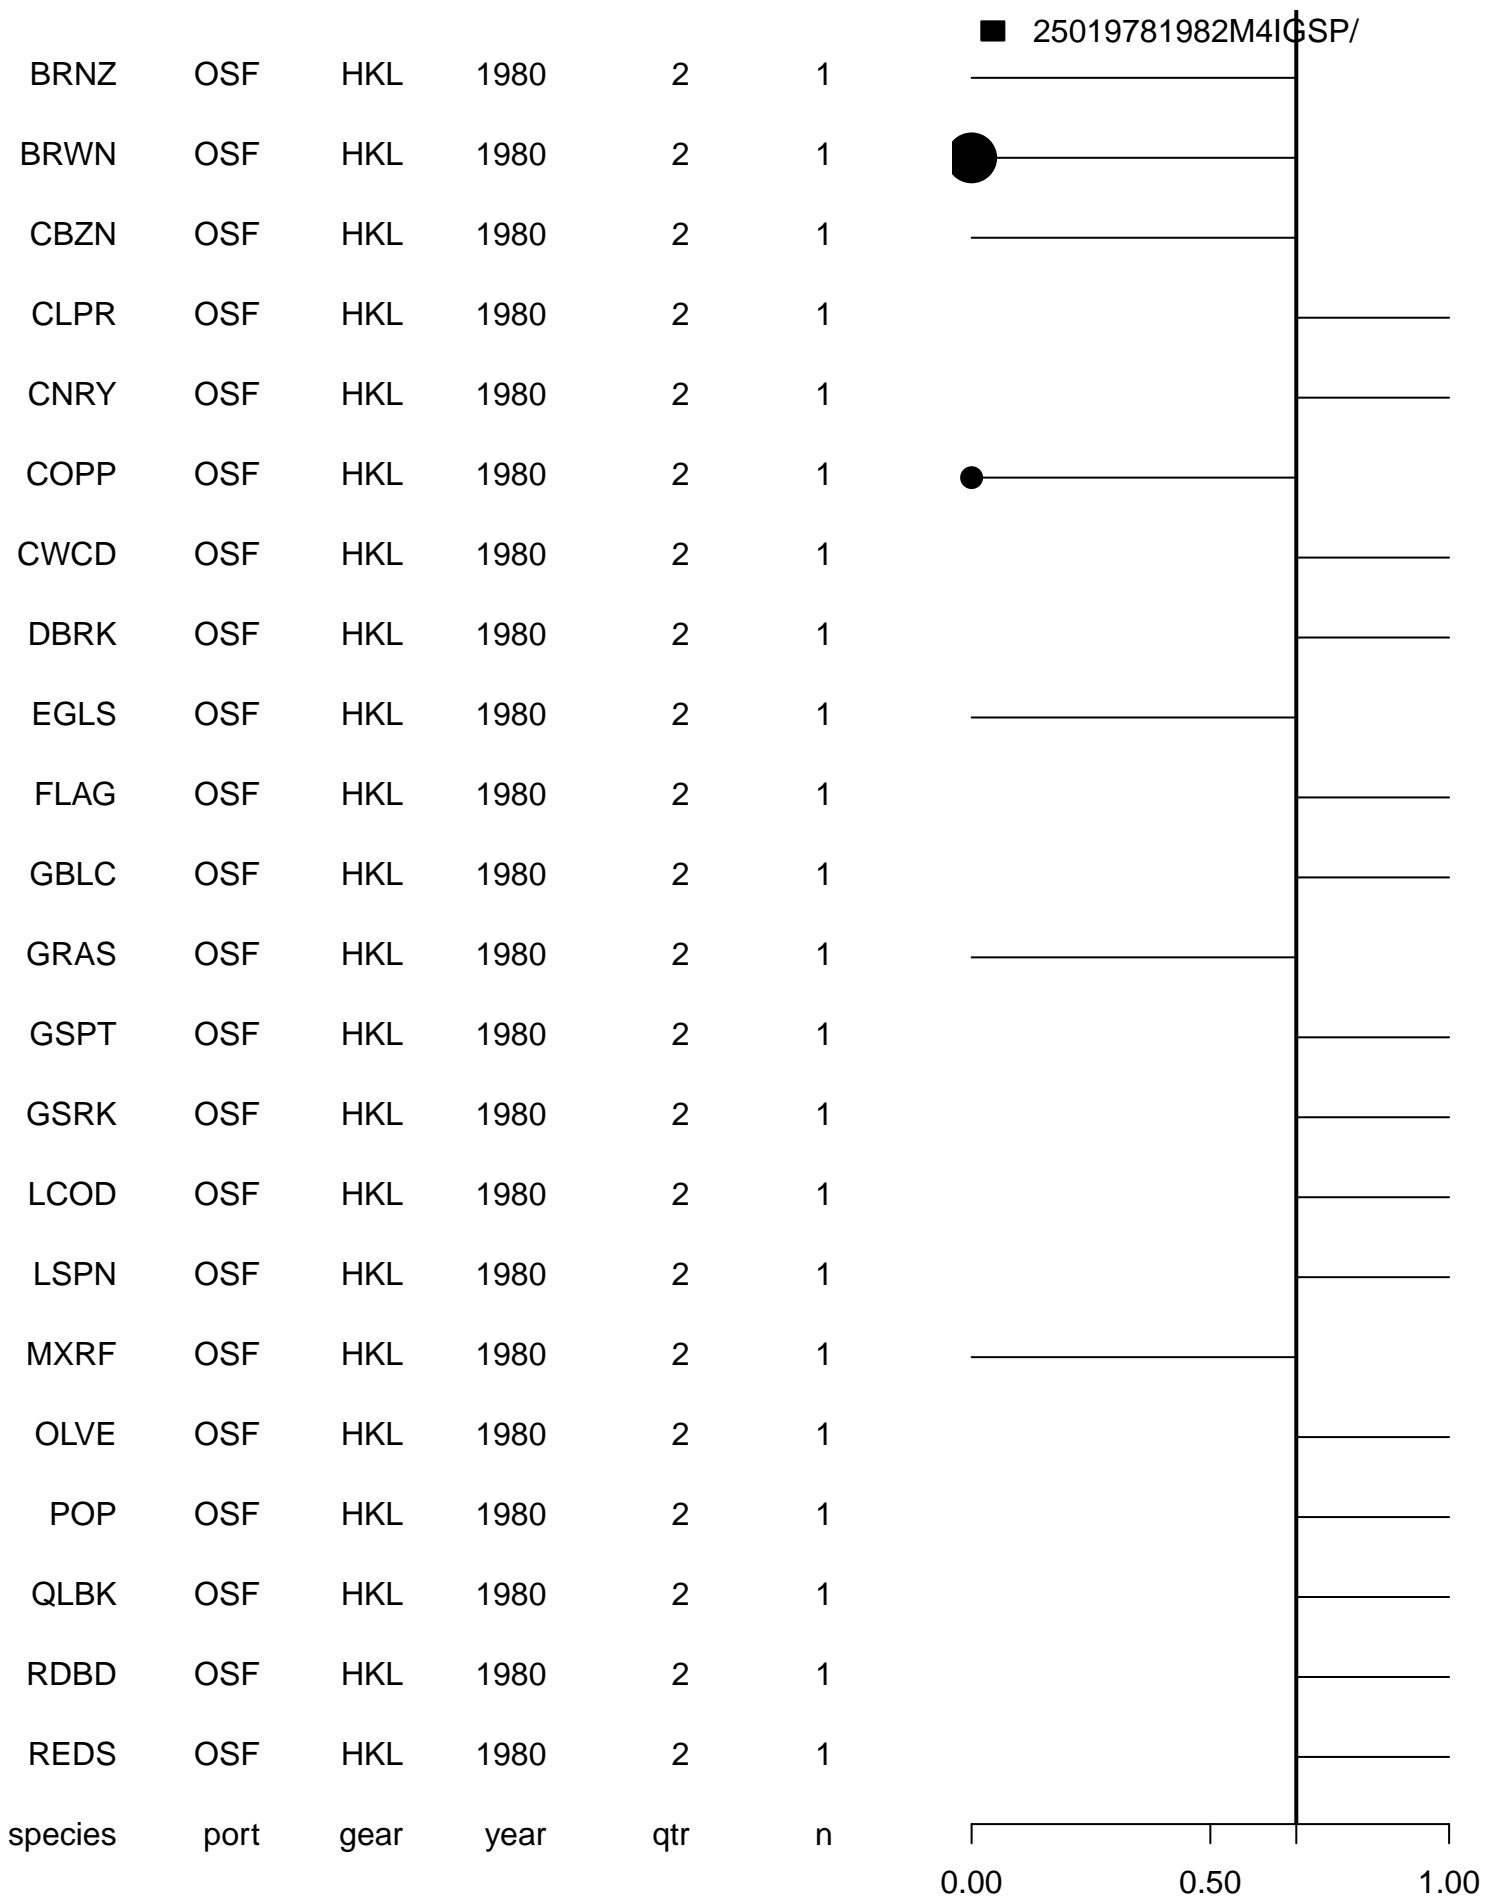 25019781982M4IGSP/
BRNZ OSF HKL 1980 2 1
BRWN OSF HKL 1980 2 1
CBZN OSF HKL 1980 2 1
CLPR OSF HKL 1980 2 1
CNRY OSF HKL 1980 2 1
COPP OSF HKL 1980 2 1
CWCD OSF HKL 1980 2 1
DBRK OSF HKL 1980 2 1
EGLS OSF HKL 1980 2 1
FLAG OSF HKL 1980 2 1
GBLC OSF HKL 1980 2 1
GRAS OSF HKL 1980 2 1
GSPT OSF HKL 1980 2 1
GSRK OSF HKL 1980 2 1
LCOD OSF HKL 1980 2 1
LSPN OSF HKL 1980 2 1
MXRF OSF HKL 1980 2 1
OLVE OSF HKL 1980 2 1
POP OSF HKL 1980 2 1
QLBK OSF HKL 1980 2 1
RDBD OSF HKL 1980 2 1
REDS OSF HKL 1980 2 1
species port gear year qtr n
0.00 0.50 1.00